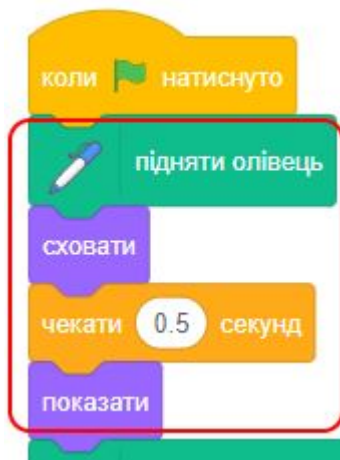 коли натиснуто
підняти олівець
сховати
чекати 0.5 секунд
показати